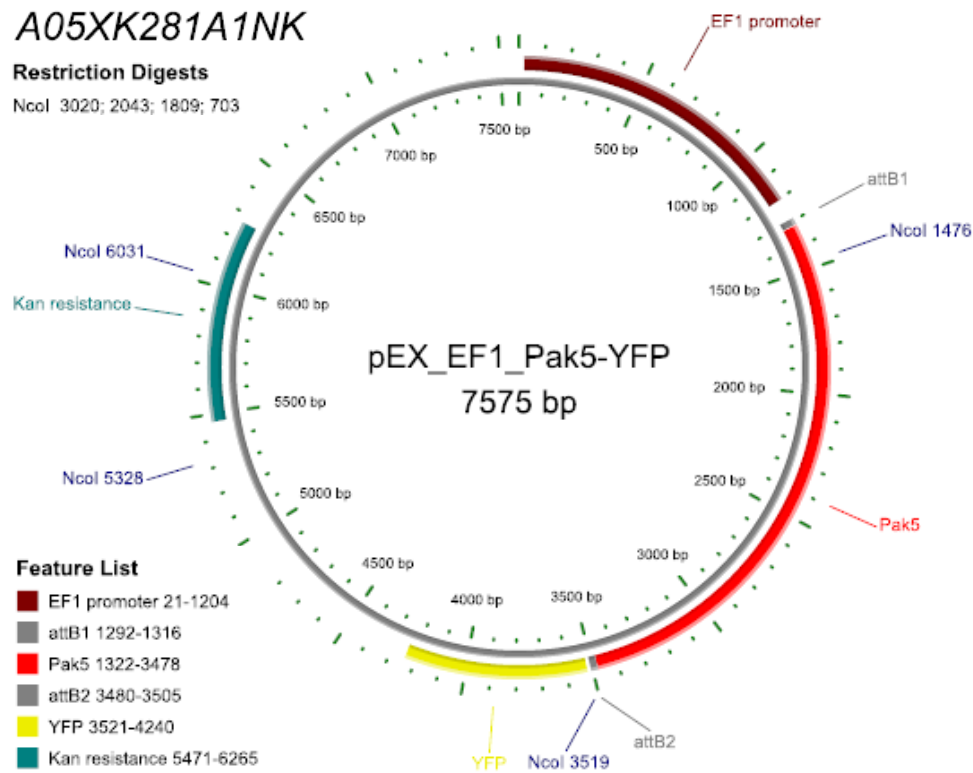 A05XK281A1NK
Restriction Digests
NcoI 3020; 2043; 1809; 703
EF1 promoter
attB1
NcoI 1476
Pak5
attB2
NcoI 3519
YFP
NcoI 5328
Kan resistance
NcoI 6031
7500 bp
500 bp
1000 bp
1500 bp
2000 bp
2500 bp
3000 bp
3500 bp
4000 bp
4500 bp
5000 bp
5500 bp
6000 bp
6500 bp
7000 bp
pEX_EF1_Pak5-YFP
7575 bp
Feature List
EF1 promoter 21-1204
attB1 1292-1316
Pak5 1322-3478
attB2 3480-3505
YFP 3521-4240
Kan resistance 5471-6265